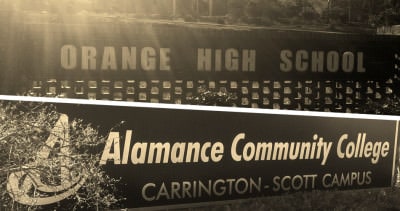 ORANGE HIGH SCHOOL
Alamance Community College
CARRINGTON-SCOTT CAMPUS